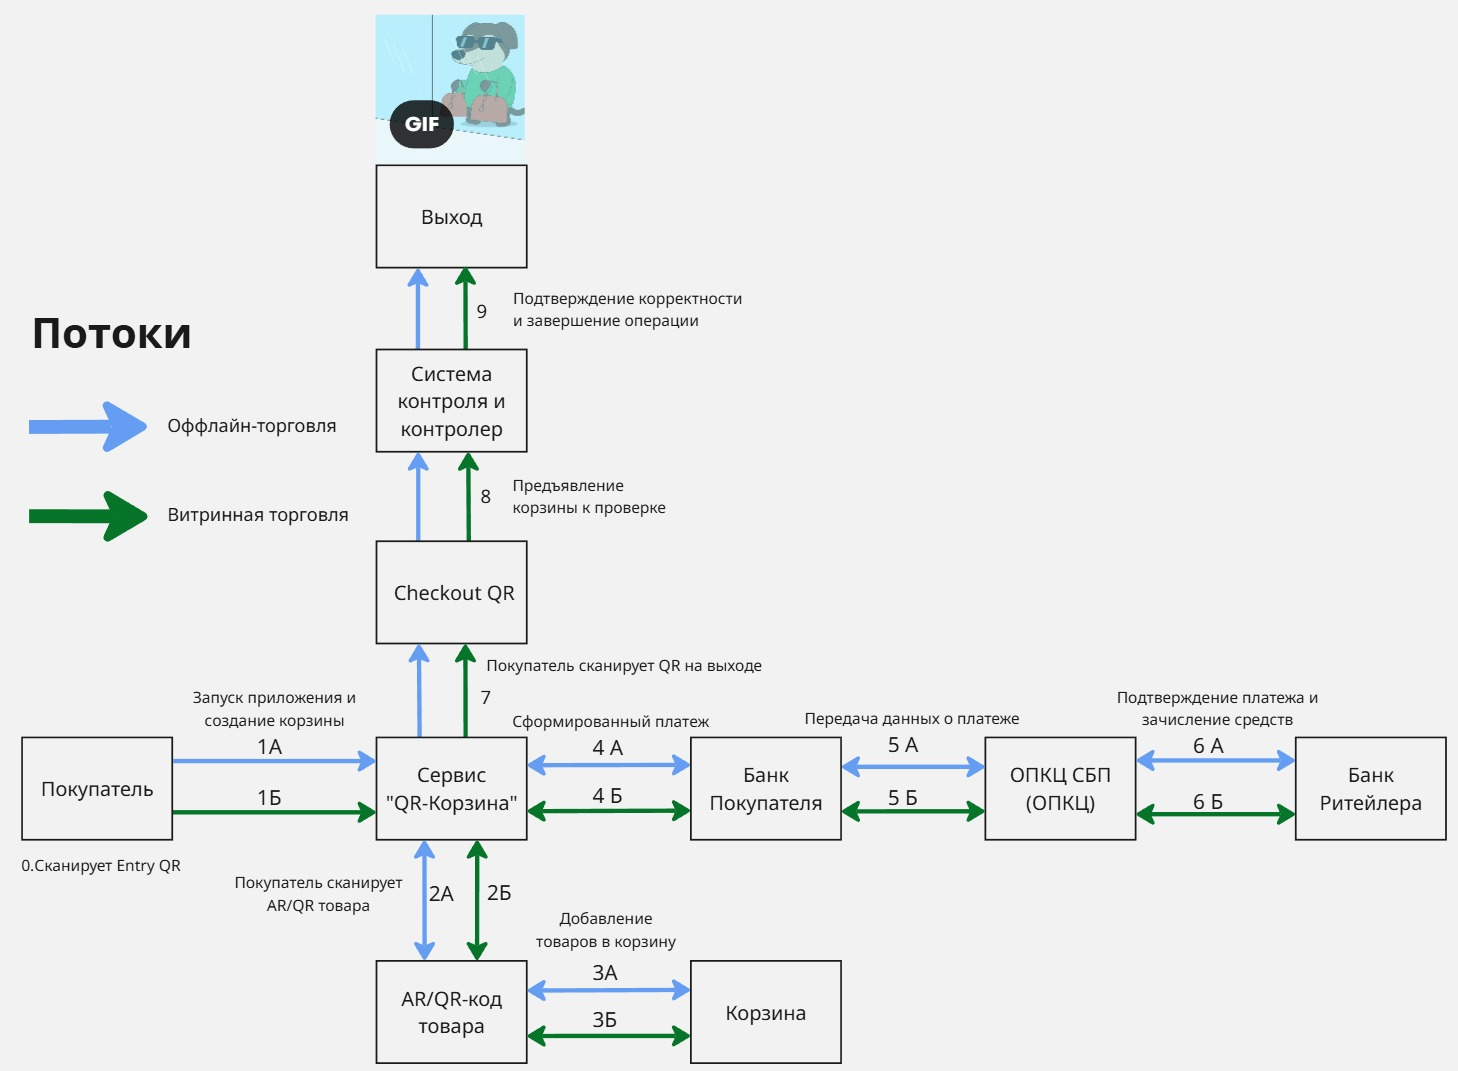 GIF
Выход
9
Подтверждение корректности
и завершение операции
Потоки
Система
контроля и
контролер
Оффлайн-торговля
8
Предъявление
корзины к проверке
Витринная торговля
Checkout QR
Покупатель сканирует QR на выходе
7
Запуск приложения и
создание корзины
Сформированный платеж
Передача данных о платеже
Подтверждение платежа и
зачисление средств
1А
4 А
5 А
6 А
Покупатель
Сервис
"QR-Корзина"
Банк
Покупателя
ОПКЦ СБП
(ОПКЦ)
Банк
Ритейлера
1Б
4 Б
5 Б
6 Б
0.Сканирует Entry QR
Покупатель сканирует
AR/QR товара
2А
2Б
Добавление
товаров в корзину
3А
AR/QR-код
товара
Корзина
3Б